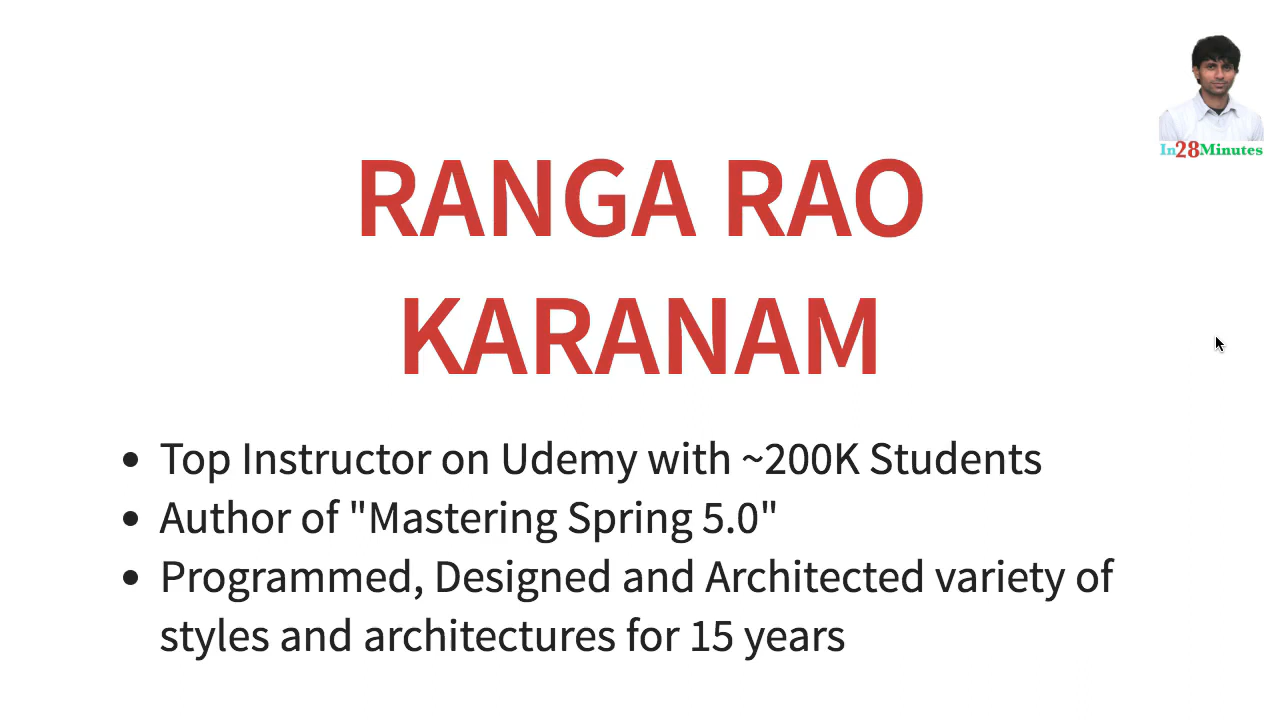 In28Minutes
RANGA RAO
KARANAM
• Top Instructor on Udemy with ~200K Students
• Author of "Mastering Spring 5.0"
• Programmed, Designed and Architected variety of
styles and architectures for 15 years